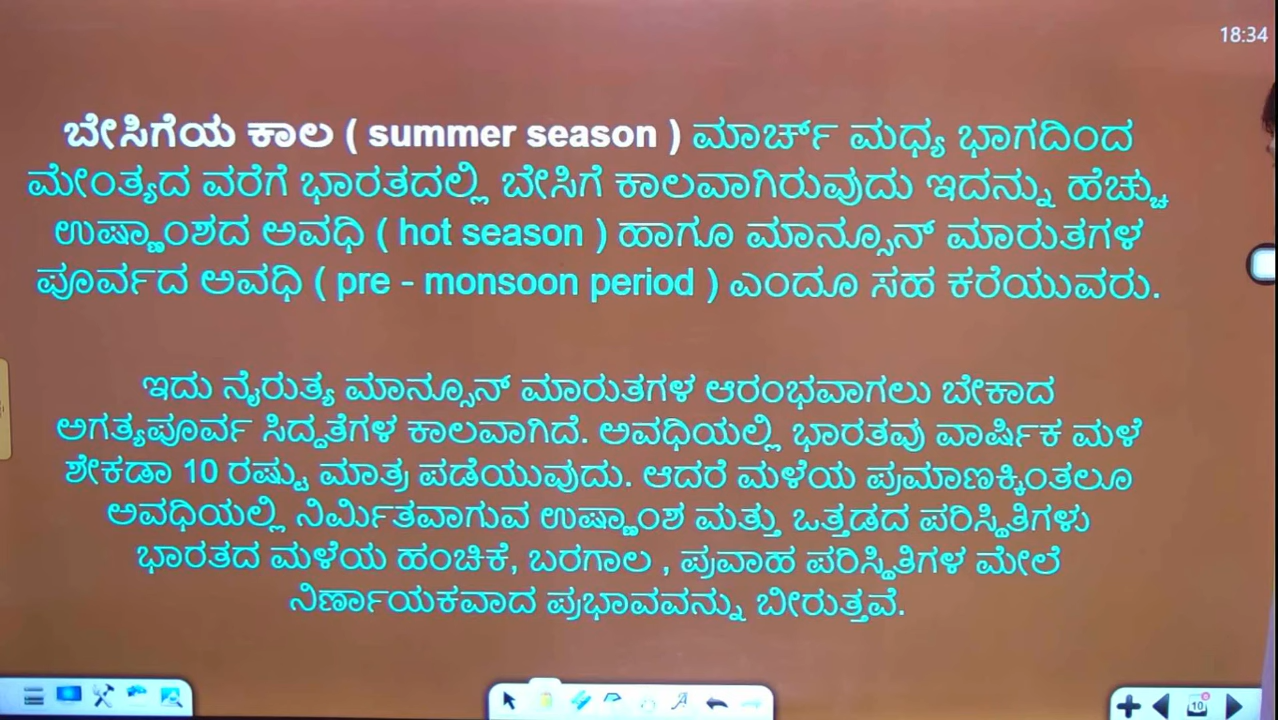 18:34
ಬೇಸಿಗೆಯ ಕಾಲ ( summer season ) ಮಾರ್ಚ್ ಮಧ್ಯ ಭಾಗದಿಂದ
ಮೇಂತ್ಯದ ವರೆಗೆ ಭಾರತದಲ್ಲಿ ಬೇಸಿಗೆ ಕಾಲವಾಗಿರುವುದು ಇದನ್ನು ಹೆಚ್ಚು
ಉಷ್ಣಾಂಶದ ಅವಧಿ ( hot season ) ಹಾಗೂ ಮಾನ್ಸೂನ್ ಮಾರುತಗಳ
ಪೂರ್ವದ ಅವಧಿ ( pre - monsoon period ) ಎಂದೂ ಸಹ ಕರೆಯುವರು.
ಇದು ನೈರುತ್ಯ ಮಾನ್ಸೂನ್ ಮಾರುತಗಳ ಆರಂಭವಾಗಲು ಬೇಕಾದ
ಅಗತ್ಯಪೂರ್ವ ಸಿದ್ದತೆಗಳ ಕಾಲವಾಗಿದೆ. ಅವಧಿಯಲ್ಲಿ ಭಾರತವು ವಾರ್ಷಿಕ ಮಳೆ
ಶೇಕಡಾ 10 ರಷ್ಟು ಮಾತ್ರ ಪಡೆಯುವುದು. ಆದರೆ ಮಳೆಯ ಪ್ರಮಾಣಕ್ಕಿಂತಲೂ
ಅವಧಿಯಲ್ಲಿ ನಿರ್ಮಿತವಾಗುವ ಉಷ್ಣಾಂಶ ಮತ್ತು ಒತ್ತಡದ ಪರಿಸ್ಥಿತಿಗಳು
ಭಾರತದ ಮಳೆಯ ಹಂಚಿಕೆ, ಬರಗಾಲ , ಪ್ರವಾಹ ಪರಿಸ್ಥಿತಿಗಳ ಮೇಲೆ
ನಿರ್ಣಾಯಕವಾದ ಪ್ರಭಾವವನ್ನು ಬೀರುತ್ತವೆ.
10